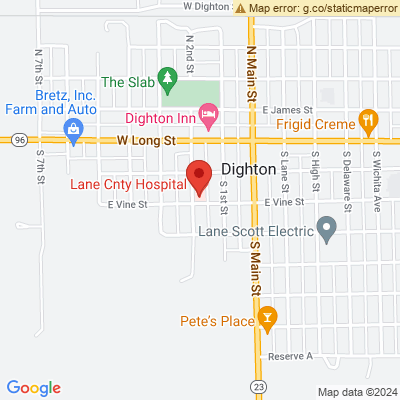 W Dighton
Map error: g.co/staticmaperror
N 7th St
N 2nd St
N Main St
The Slab
Bretz, Inc.
Farm and Auto
Dighton Inn
E James St
Frigid Creme
96
W Long St
S 7th St
Dighton
Lane Cnty Hospital
S 1st St
S Lane St
S High St
S Delaware St
S Wichita Ave
E Vine St
E Vine St
Lane Scott Electric
S Main St
Pete's Place
Reserve A
23
Google
Map data ©2024